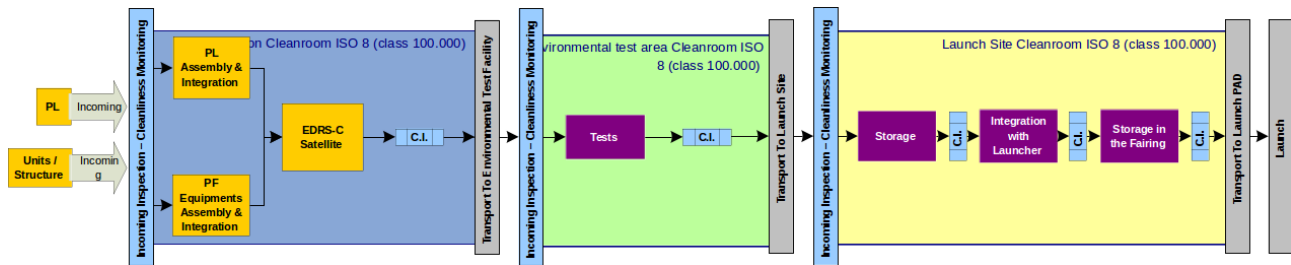 PL
Incoming
Units /
Structure
Incomin
g
Incoming Inspection – Cleanliness Monitoring
on Cleanroom ISO 8 (class 100.000)
PL
Assembly &
Integration
EDRS-C
Satellite
C.I.
PF
Equipments
Assembly &
Integration
Transport To Environmental Test Facility
Incoming Inspection – Cleanliness Monitoring
vironmental test area Cleanroom ISO
8 (class 100.000)
Tests
C.I.
Transport To Launch Site
Incoming Inspection – Cleanliness Monitoring
Launch Site Cleanroom ISO 8 (class 100.000)
Storage
C.I.
Integration
with
Launcher
C.I.
Storage in
the Fairing
C.I.
Transport To Launch PAD
Launch